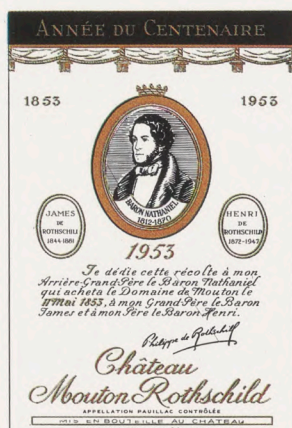 ANNÉE DU CENTENAIRE
1853 1953
BARON NATHANIEL
1812-1870
JAMES
DE
ROTHSCHILD
1844-1881
HENRI
DE
ROTHSCHILD
1872-1947
1953
Je dédie cette récolte à mon
Arrière-Grand-Père le Baron Nathaniel
qui acheta le Domaine de Mouton le
11 Mai 1853, à mon Grand-Père le Baron
James et à mon Père le Baron Henri.
Philippe de Rothschild
Château
Mouton Rothschild
APPELLATION PAUILLAC CONTRÔLÉE
MIS EN BOUTEILLE AU CHÂTEAU